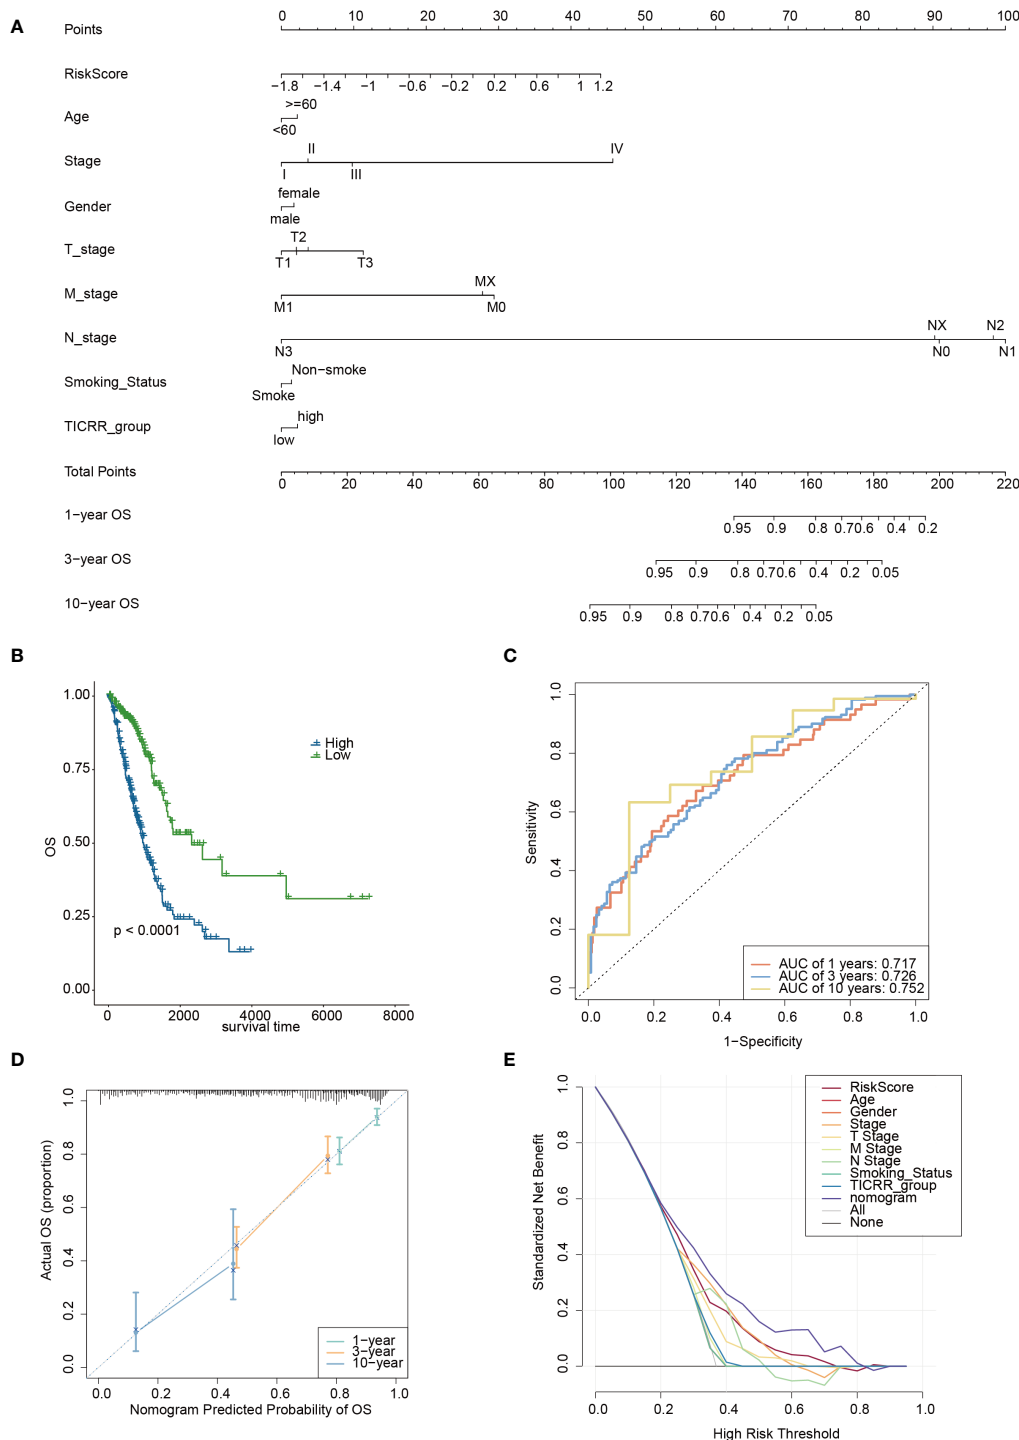 A
Points
0 10 20 30 40 50 60 70 80 90 100
RiskScore
−1.8 −1.4 −1 −0.6 −0.2 0.2 0.6 1 1.2
>=60
Age
<60
II IV
Stage
I III
female
Gender
male
T2
T_stage
T1 T3
MX
M_stage
M1 M0
NX N2
N_stage
N3 N0 N1
Non−smoke
Smoking_Status
Smoke
high
TICRR_group
low
Total Points
0 20 40 60 80 100 120 140 160 180 200 220
1−year OS
0.95 0.9 0.8 0.70.6 0.4 0.2
3−year OS
0.95 0.9 0.8 0.70.6 0.4 0.2 0.05
10−year OS
0.95 0.9 0.8 0.70.6 0.4 0.2 0.05
B
1.00
0.75
0.50
0.25
0.00
OS
High
Low
p < 0.0001
0 2000 4000 6000 8000
survival time
C
1.0
0.8
0.6
0.4
0.2
0.0
Sensitivity
AUC of 1 years: 0.717
AUC of 3 years: 0.726
AUC of 10 years: 0.752
0.0 0.2 0.4 0.6 0.8 1.0
1−Specificity
D
1.0
0.8
0.6
0.4
0.2
0.0
Actual OS (proportion)
1−year
3−year
10−year
0.0 0.2 0.4 0.6 0.8 1.0
Nomogram Predicted Probability of OS
E
1.0
0.8
0.6
0.4
0.2
0.0
Standardized Net Benefit
RiskScore
Age
Gender
Stage
T Stage
M Stage
N Stage
Smoking_Status
TICRR_group
nomogram
All
None
0.0 0.2 0.4 0.6 0.8 1.0
High Risk Threshold